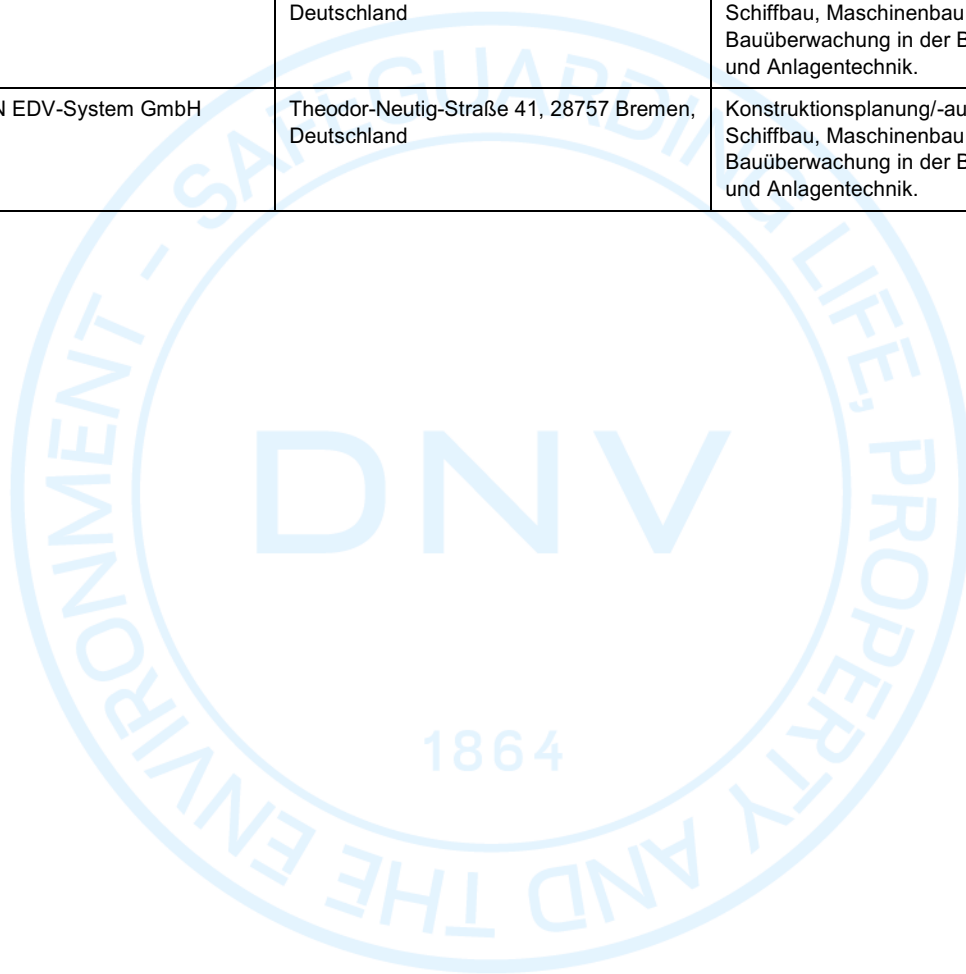 Deutschland
Schiffbau, Maschinenbau
Bauüberwachung in der
und Anlagentechnik.
EDV-System GmbH
Theodor-Neutig-Straße 41, 28757 Bremen,
Deutschland
Konstruktionsplanung/-au
Schiffbau, Maschinenbau
Bauüberwachung in der
und Anlagentechnik.
SAFEGUARDING LIFE, PROPERTY AND THE ENVIRONMENT -
DNV
1864